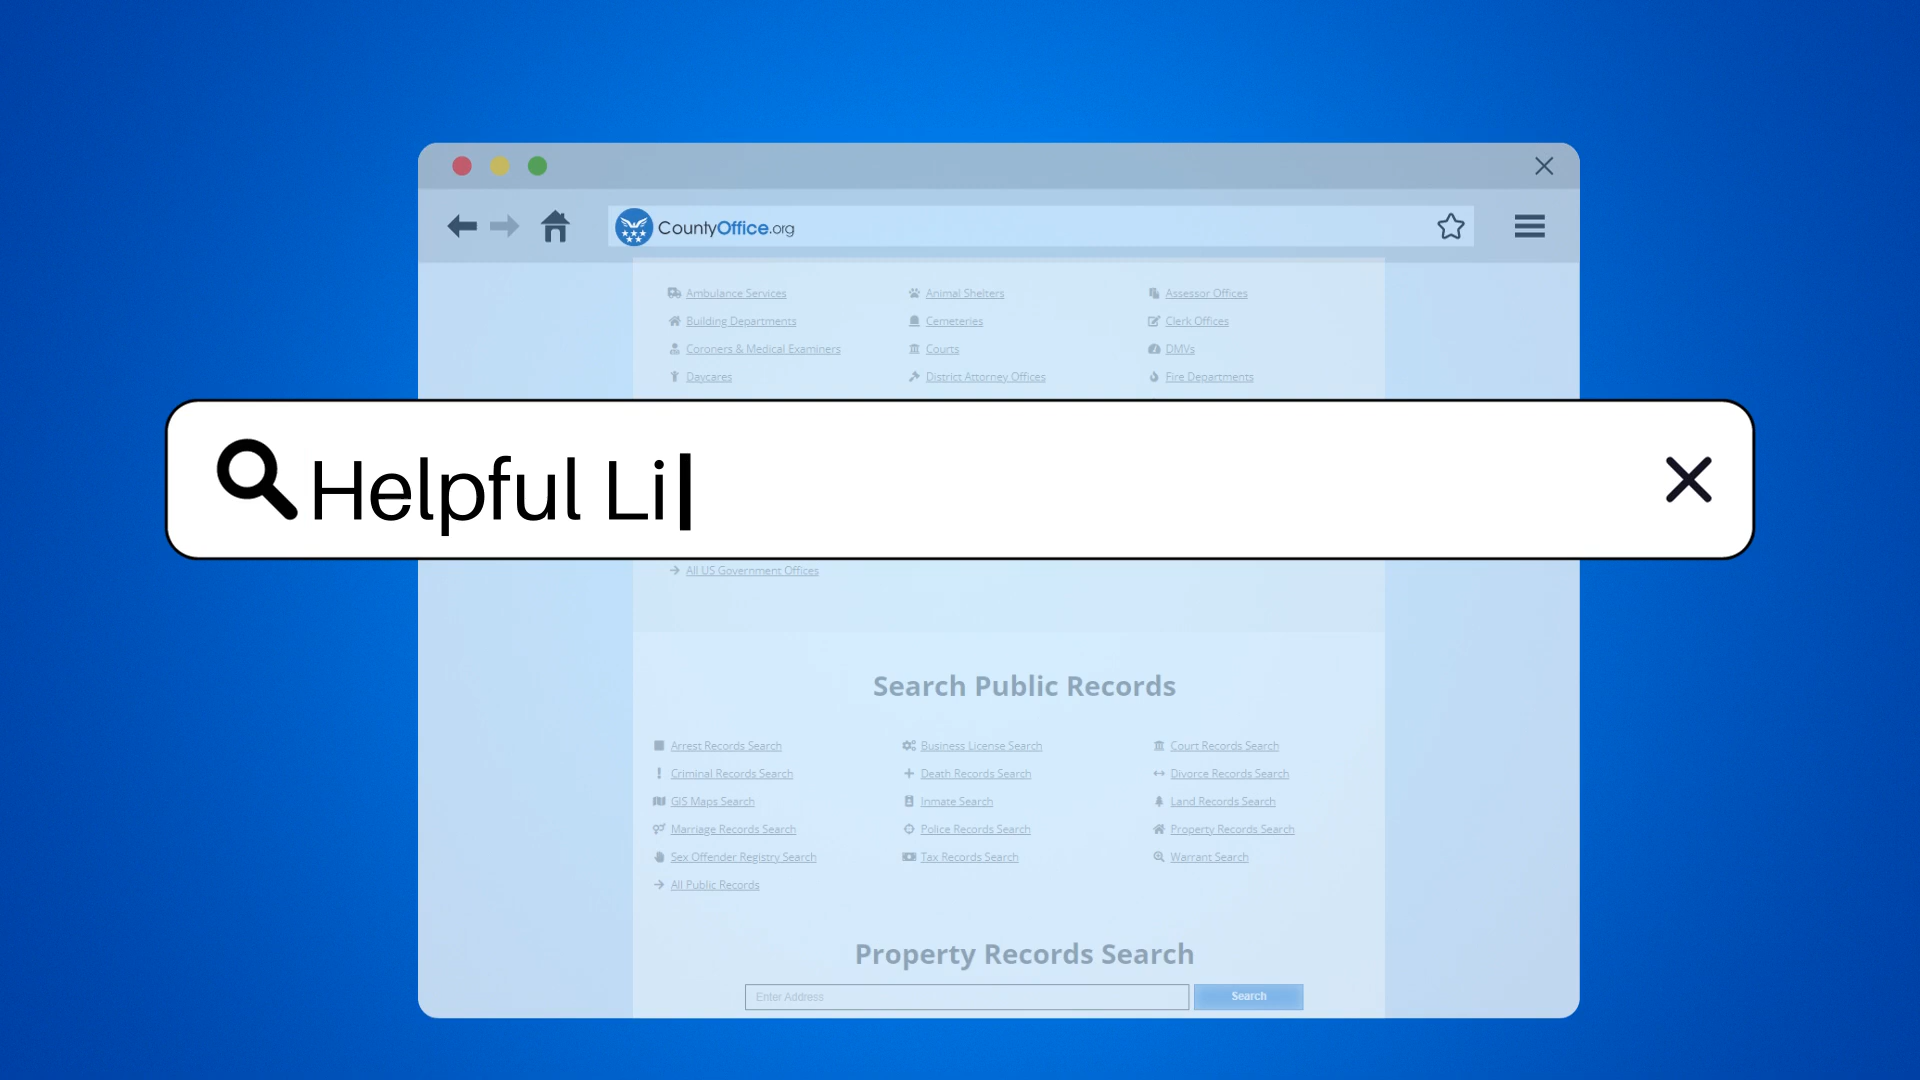 CountyOffice.org
Ambulance Services Animal Shelters Assessor Offices
Building Departments Cemeteries Clerk Offices
Coroners & Medical Examiners Courts DMVs
Daycares District Attorney Offices Fire Departments
Helpful Li
All US Government Offices
Search Public Records
Arrest Records Search Business License Search Court Records Search
Criminal Records Search Death Records Search Divorce Records Search
GIS Maps Search Inmate Search Land Records Search
Marriage Records Search Police Records Search Property Records Search
Sex Offender Registry Search Tax Records Search Warrant Search
All Public Records
Property Records Search
Enter Address Search